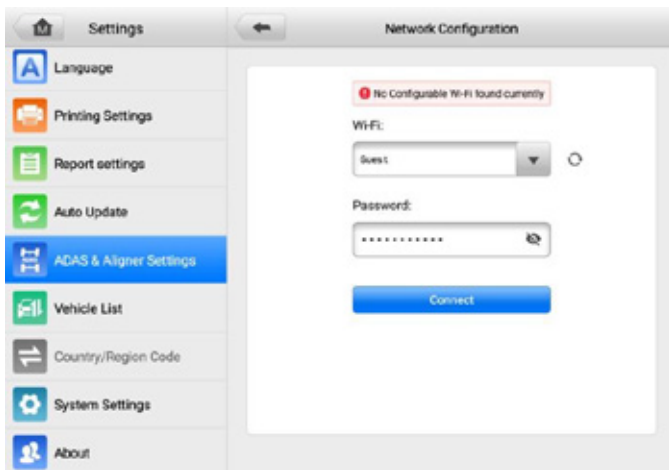 Settings
Network Configuration
Language
Printing Settings
Report settings
Auto Update
ADAS & Aligner Settings
Vehicle List
Country/Region Code
System Settings
About
No Configurable Wi-Fi found currently
Wi-Fi:
Guest
Password:
Connect